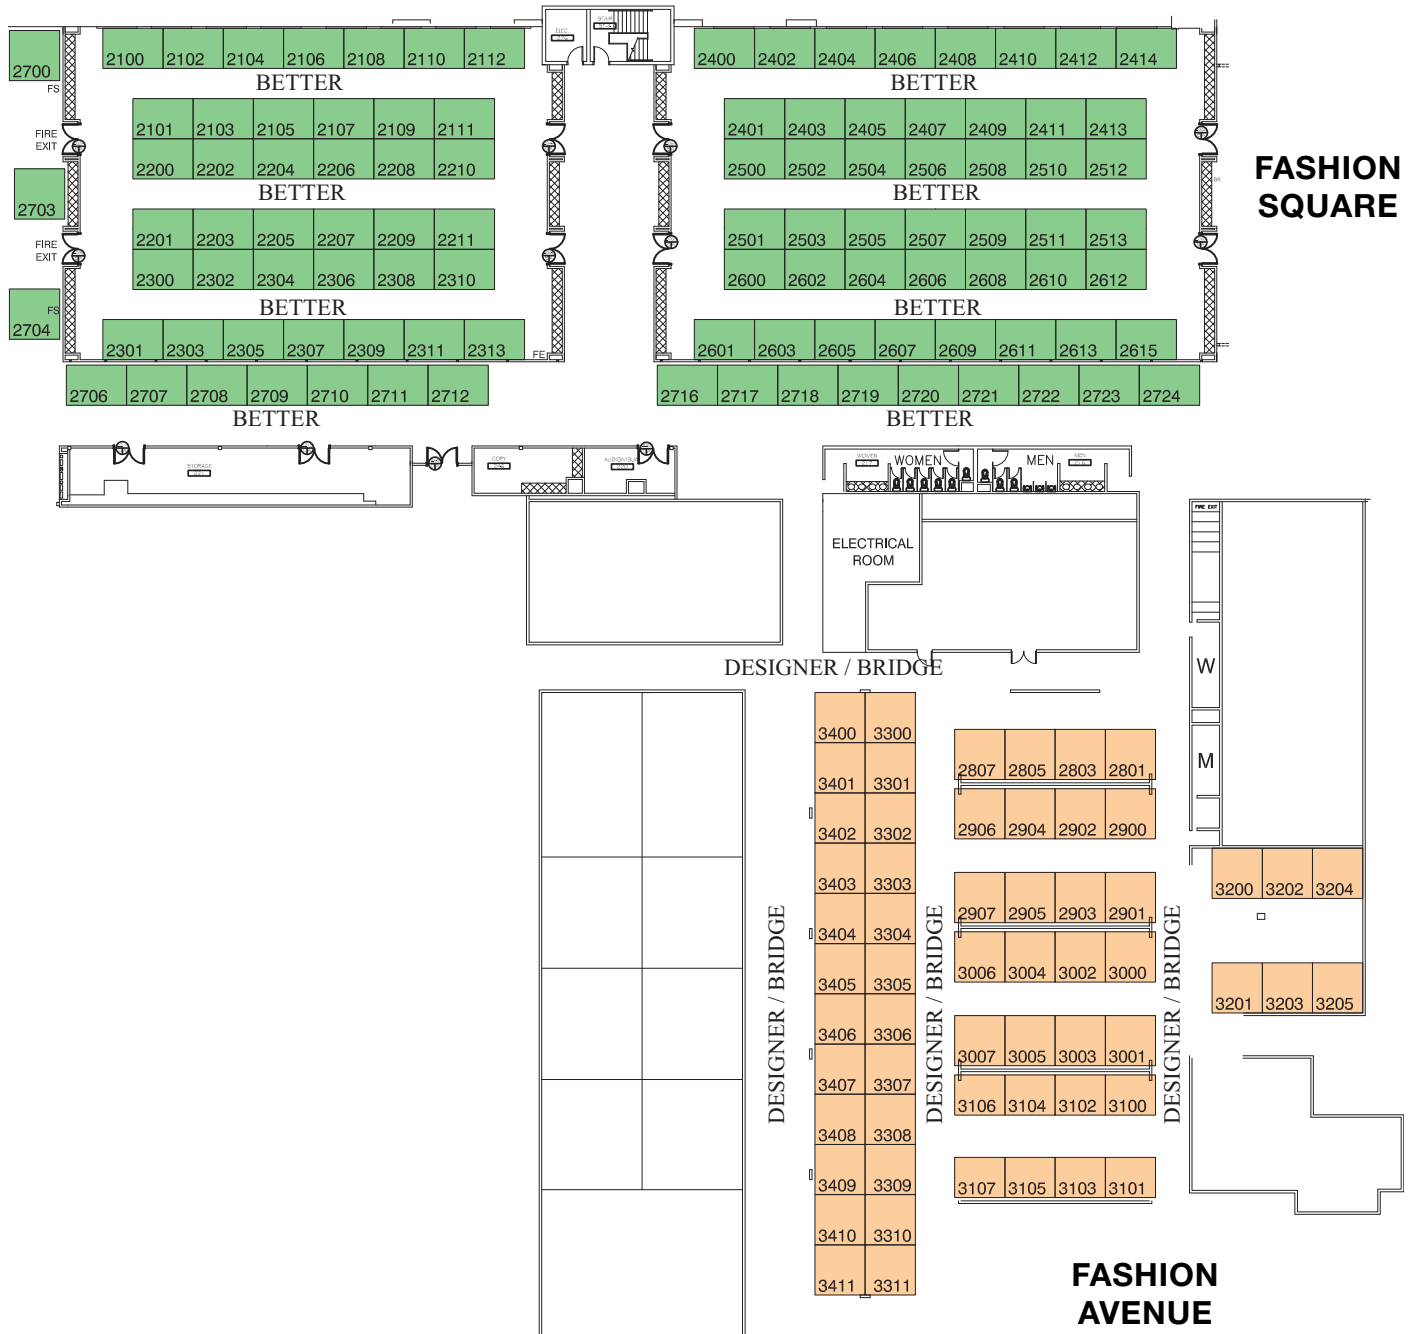 ELEC.
STAIR
2700
2100 2102 2104 2106 2108 2110 2112
2400 2402 2404 2406 2408 2410 2412 2414
FS
BETTER
BETTER
2101 2103 2105 2107 2109 2111
2401 2403 2405 2407 2409 2411 2413
FIRE
EXIT
2200 2202 2204 2206 2208 2210
2500 2502 2504 2506 2508 2510 2512
FASHION
SQUARE
BETTER
BETTER
2703
2201 2203 2205 2207 2209 2211
2501 2503 2505 2507 2509 2511 2513
FIRE
EXIT
2300 2302 2304 2306 2308 2310
2600 2602 2604 2606 2608 2610 2612
BETTER
BETTER
FS
2704
2301 2303 2305 2307 2309 2311 2313
FE
2601 2603 2605 2607 2609 2611 2613 2615
2706 2707 2708 2709 2710 2711 2712
2716 2717 2718 2719 2720 2721 2722 2723 2724
BETTER
BETTER
STORAGE
COPY
AUDIOVISUAL
WOMEN
WOMEN
MEN
MEN
FIRE EXIT
ELECTRICAL
ROOM
W
M
DESIGNER / BRIDGE
3400 3300
3401 3301
3402 3302
3403 3303
3404 3304
3405 3305
3406 3306
3407 3307
3408 3308
3409 3309
3410 3310
3411 3311
2807 2805 2803 2801
2906 2904 2902 2900
2907 2905 2903 2901
3006 3004 3002 3000
3007 3005 3003 3001
3106 3104 3102 3100
3107 3105 3103 3101
3200 3202 3204
3201 3203 3205
DESIGNER / BRIDGE
DESIGNER / BRIDGE
DESIGNER / BRIDGE
FASHION
AVENUE